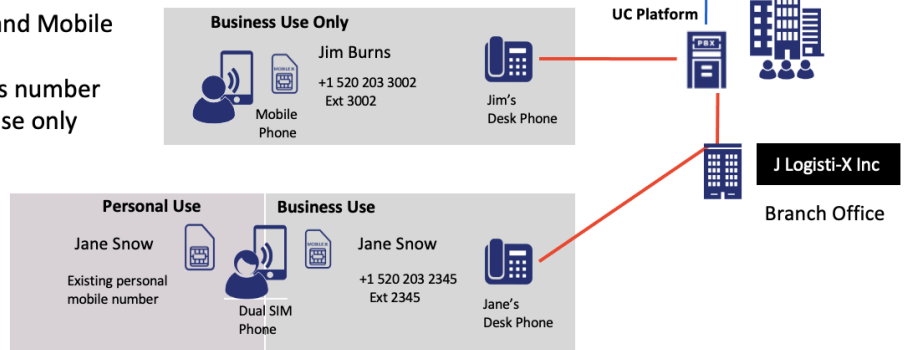 and Mobile
s number
se only
Business Use Only
Jim Burns
+1 520 203 3002
Ext 3002
Mobile
Phone
Jim's
Desk Phone
UC Platform
PBX
J Logisti-X Inc
Branch Office
Personal Use
Business Use
Jane Snow
Existing personal
mobile number
Dual SIM
Phone
Jane Snow
+1 520 203 2345
Ext 2345
Jane's
Desk Phone